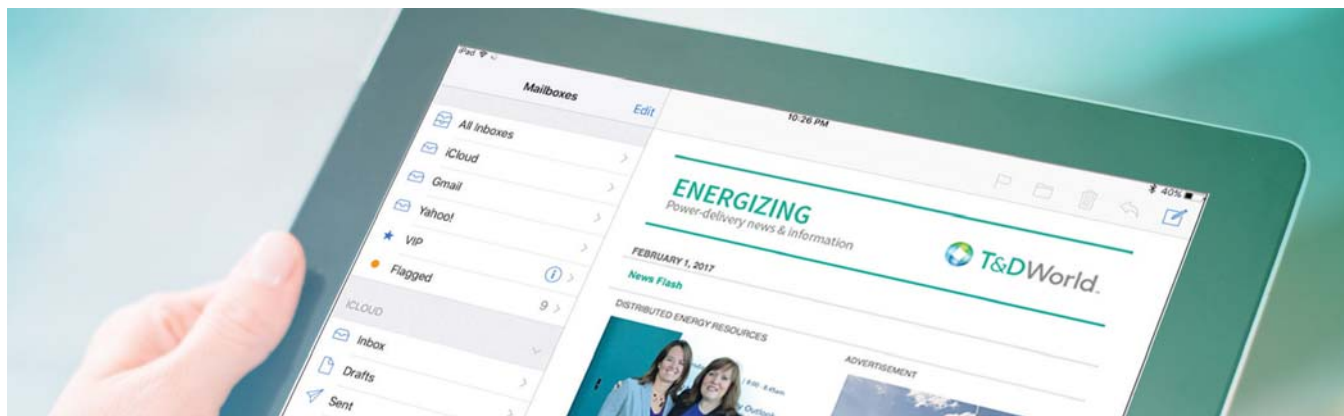 iPad
10:26 PM
40%
Mailboxes
Edit
All Inboxes
iCloud
Gmail
Yahoo!
VIP
Flagged
9
ICLOUD
Inbox
Drafts
Sent
ENERGIZING
Power-delivery news & information
T&DWorld.
FEBRUARY 1, 2017
News Flash
DISTRIBUTED ENERGY RESOURCES
ADVERTISEMENT
Outlook